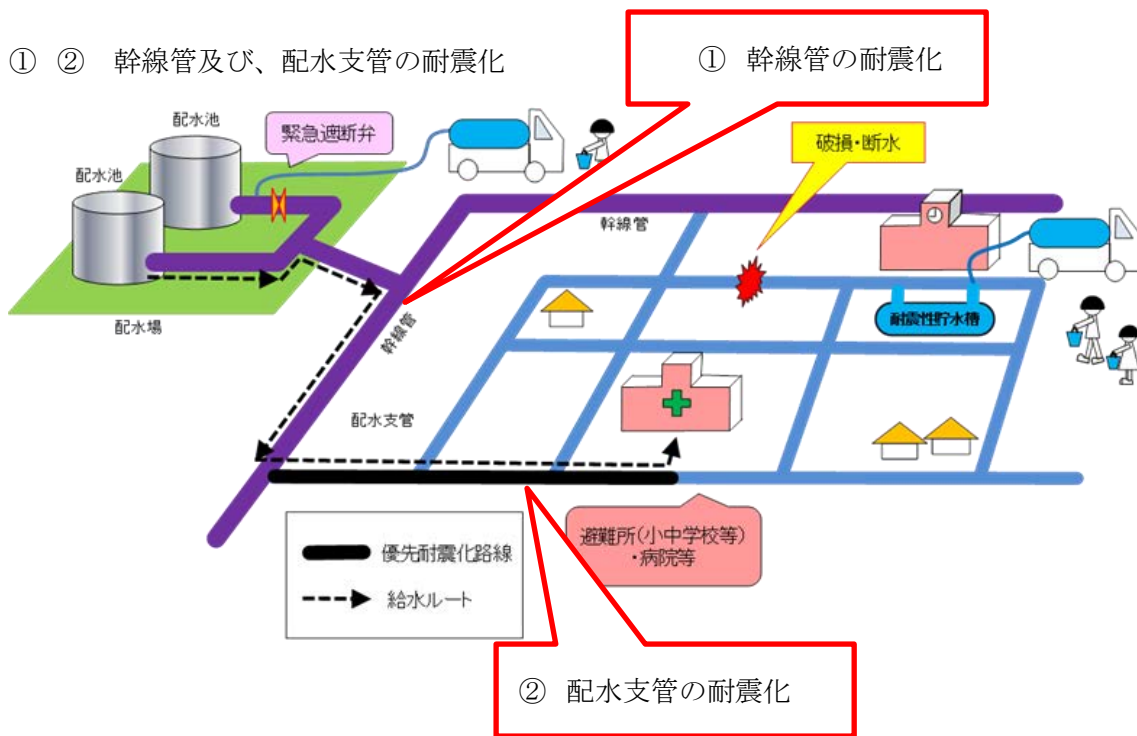 ① ② 幹線管及び、配水支管の耐震化
① 幹線管の耐震化
配水池
配水池
緊急遮断弁
破損・断水
幹線管
耐震性貯水槽
配水場
幹線管
配水支管
避難所(小中学校等)
・病院等
優先耐震化路線
給水ルート
② 配水支管の耐震化